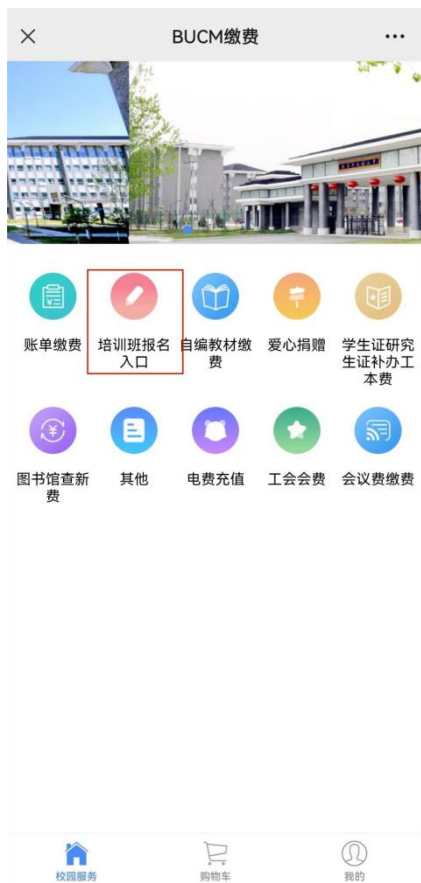 BUCM缴费
账单缴费
培训班报名
入口
自编教材缴
费
爱心捐赠
学生证研究
生证补办工
本费
图书馆查新
费
其他
电费充值
工会会费
会议费缴费
校园服务
购物车
我的